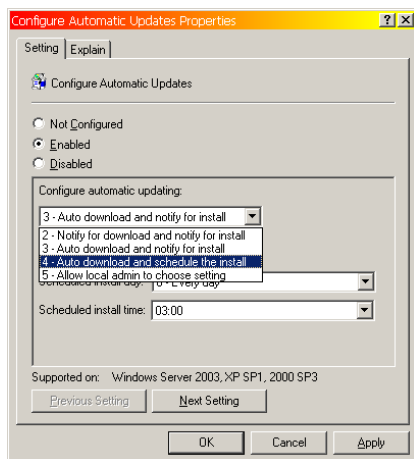 Configure Automatic Updates Properties
Setting
Explain
Configure Automatic Updates
Not Configured
Enabled
Disabled
Configure automatic updating:
3 - Auto download and notify for install
2 - Notify for download and notify for install
3 - Auto download and notify for install
4 - Auto download and schedule the install
5 - Allow local admin to choose setting
Scheduled install day: 0 - Every day
Scheduled install time: 03:00
Supported on: Windows Server 2003, XP SP1, 2000 SP3
Previous Setting
Next Setting
OK
Cancel
Apply